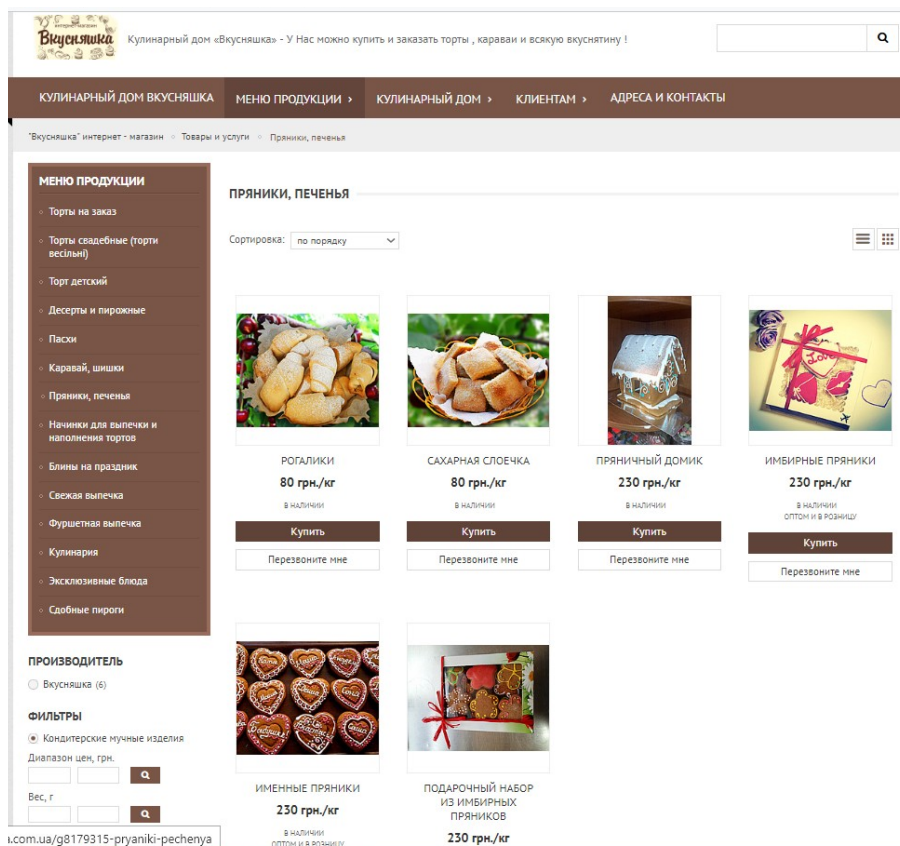 интернет-магазин
Вкусняшка
Кулинарный дом «Вкусняшка» - У Нас можно купить и заказать торты , караваи и всякую вкуснятину !
КУЛИНАРНЫЙ ДОМ ВКУСНЯШКА МЕНЮ ПРОДУКЦИИ › КУЛИНАРНЫЙ ДОМ › КЛИЕНТАМ › АДРЕСА И КОНТАКТЫ
"Вкусняшка" интернет - магазин ◦ Товары и услуги ◦ Пряники, печенья
МЕНЮ ПРОДУКЦИИ
Торты на заказ
Торты свадебные (торти
весільні)
Торт детский
Десерты и пирожные
Пасхи
Каравай, шишки
Пряники, печенья
Начинки для выпечки и
наполнения тортов
Блины на праздник
Свежая выпечка
Фуршетная выпечка
Кулинария
Эксклюзивные блюда
Сдобные пироги
ПРОИЗВОДИТЕЛЬ
Вкусняшка (6)
ФИЛЬТРЫ
Кондитерские мучные изделия
Диапазон цен, грн.
Вес, г
a.com.ua/g8179315-pryaniki-pechenya
ПРЯНИКИ, ПЕЧЕНЬЯ
Сортировка: по порядку
РОГАЛИКИ
80 грн./кг
В НАЛИЧИИ
Купить
Перезвоните мне
САХАРНАЯ СЛОЕЧКА
80 грн./кг
В НАЛИЧИИ
Купить
Перезвоните мне
ПРЯНИЧНЫЙ ДОМИК
230 грн./кг
В НАЛИЧИИ
Купить
Перезвоните мне
Love
ИМБИРНЫЕ ПРЯНИКИ
230 грн./кг
В НАЛИЧИИ
ОПТОМ И В РОЗНИЦУ
Купить
Перезвоните мне
ИМЕННЫЕ ПРЯНИКИ
230 грн./кг
В НАЛИЧИИ
ОПТОМ И В РОЗНИЦУ
ПОДАРОЧНЫЙ НАБОР
ИЗ ИМБИРНЫХ
ПРЯНИКОВ
230 грн./кг